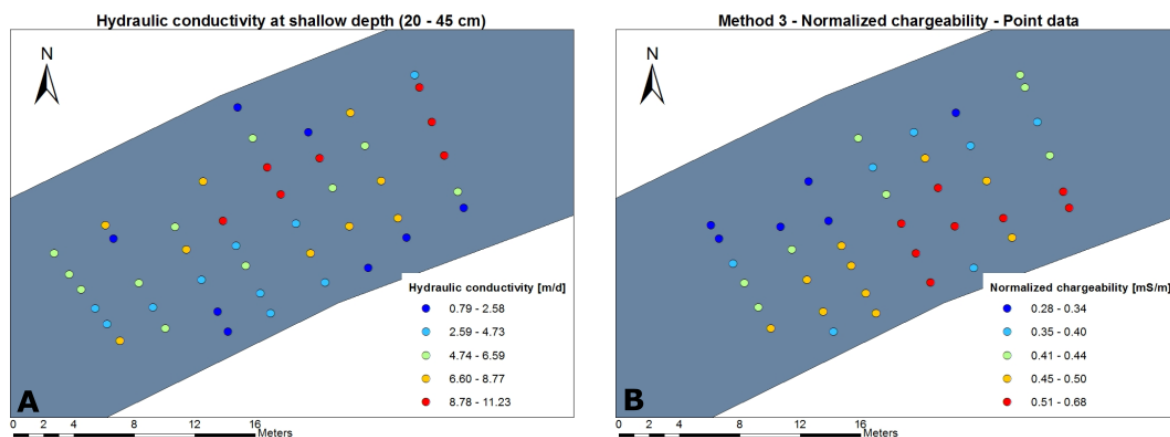 Hydraulic conductivity at shallow depth (20 - 45 cm)
N
Hydraulic conductivity [m/d]
0.79 - 2.58
2.59 - 4.73
4.74 - 6.59
6.60 - 8.77
8.78 - 11.23
A
0 2 4 8 12 16
Meters
Method 3 - Normalized chargeability - Point data
N
Normalized chargeability [mS/m]
0.28 - 0.34
0.35 - 0.40
0.41 - 0.44
0.45 - 0.50
0.51 - 0.68
B
0 2 4 8 12 16
Meters